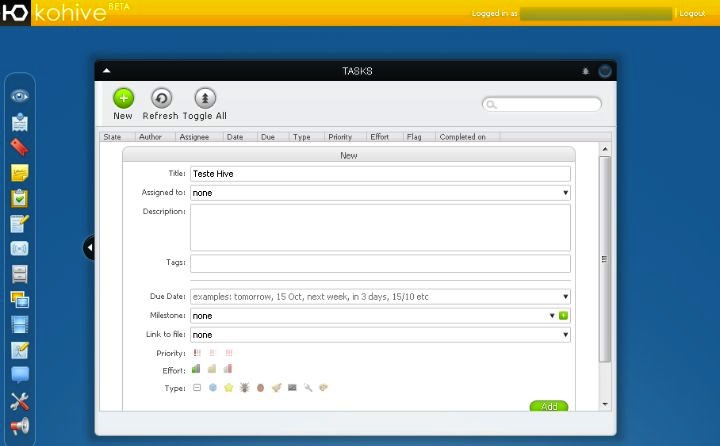 kohive BETA
Logged in as | Logout
TASKS
New Refresh Toggle All
State Author Assignee Date Due Type Priority Effort Flag Completed on
New
Title: Teste Hive
Assigned to: none
Description:
Tags:
Due Date: examples: tomorrow, 15 Oct, next week, in 3 days, 15/10 etc
Milestone: none
Link to file: none
Priority: !! !! !!!
Effort:
Type:
Add